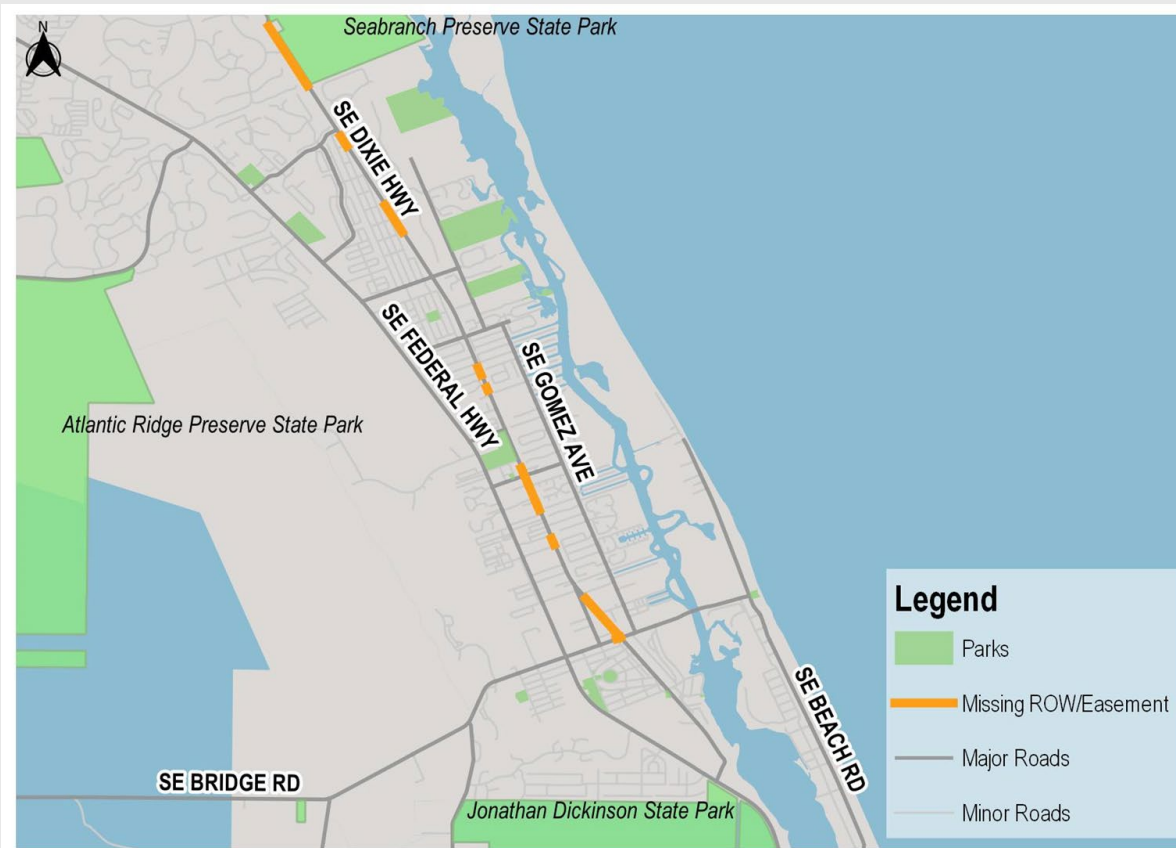 N
Seabranch Preserve State Park
SE DIXIE HWY
SE FEDERAL HWY
SE GOMEZ AVE
Atlantic Ridge Preserve State Park
SE BEACH RD
SE BRIDGE RD
Jonathan Dickinson State Park
Legend
Parks
Missing ROW/Easement
Major Roads
Minor Roads